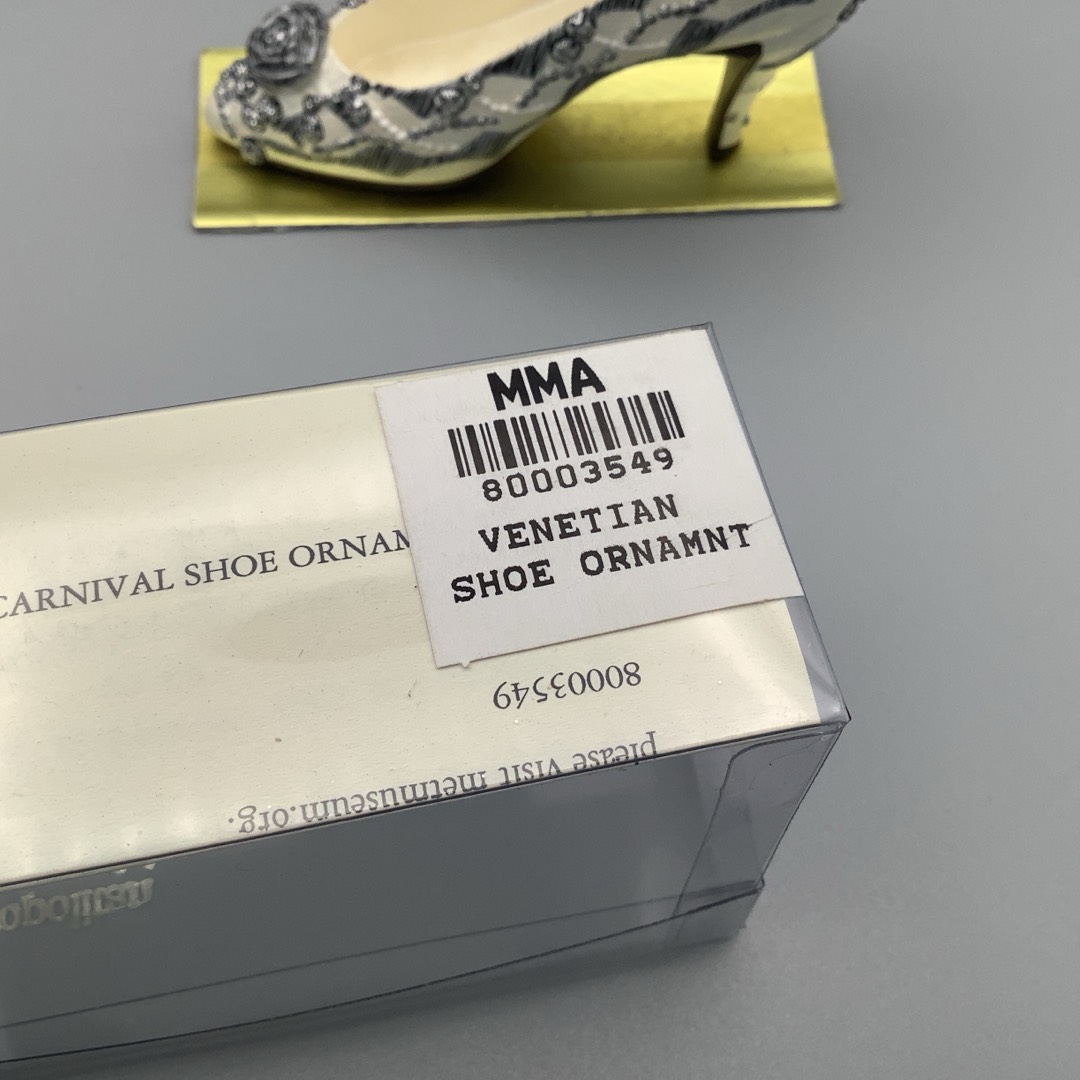 MMA
80003549
VENETIAN
SHOE ORNAMNT
CARNIVAL SHOE ORNAM
80003549
please visit metmuseum.org.